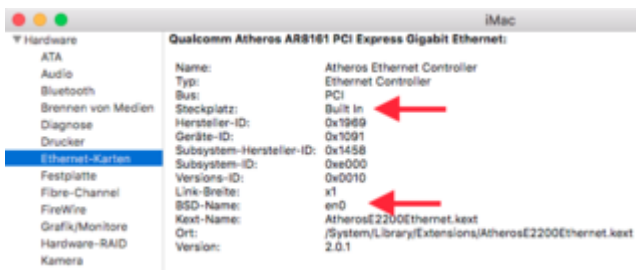 iMac
Hardware
ATA
Audio
Bluetooth
Brennen von Medien
Diagnose
Drucker
Ethernet-Karten
Festplatte
Fibre-Channel
FireWire
Grafik/Monitore
Hardware-RAID
Kamera
Qualcomm Atheros AR8161 PCI Express Gigabit Ethernet:
Name: Atheros Ethernet Controller
Typ: Ethernet Controller
Bus: PCI
Steckplatz: Built In
Hersteller-ID: 0x1969
Geräte-ID: 0x1091
Subsystem-Hersteller-ID: 0x1458
Subsystem-ID: 0xe000
Versions-ID: 0x0010
Link-Breite: x1
BSD-Name: en0
Kext-Name: AtherosE2200Ethernet.kext
Ort: /System/Library/Extensions/AtherosE2200Ethernet.kext
Version: 2.0.1